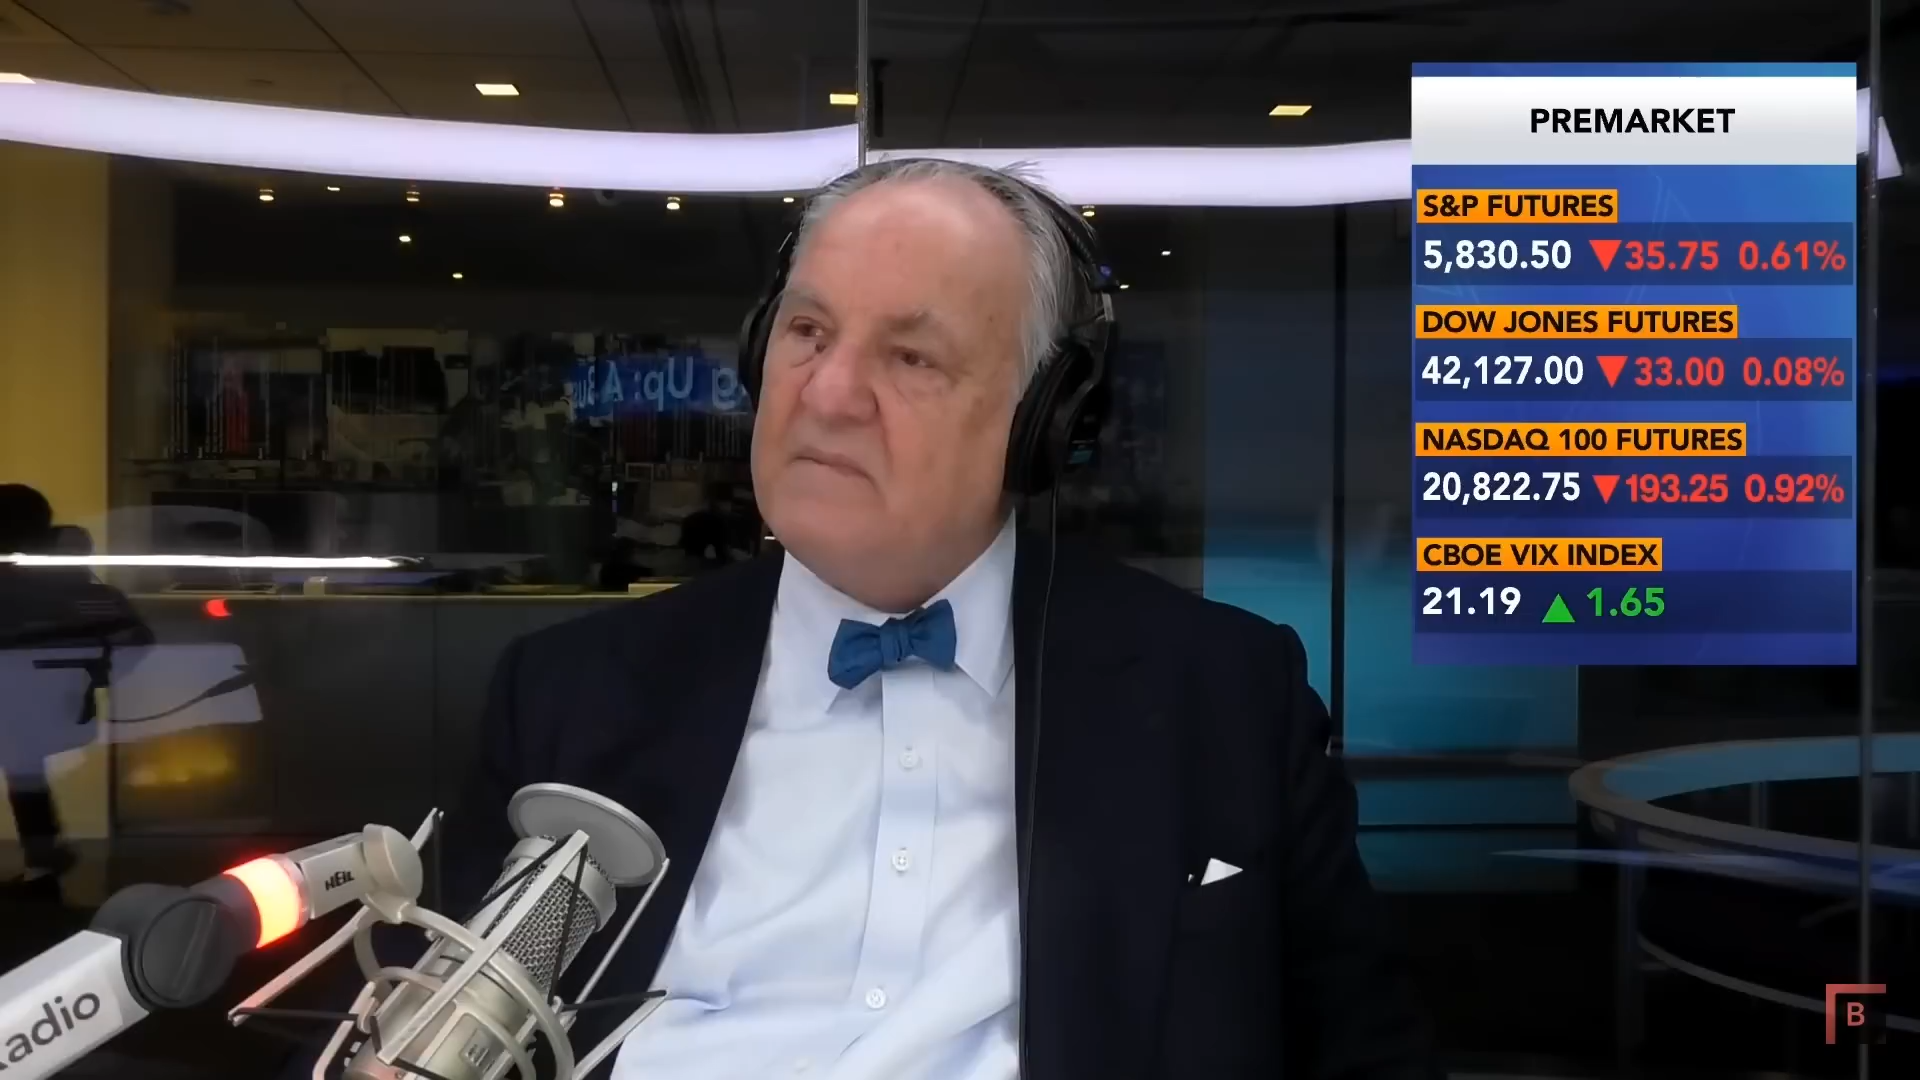 PREMARKET
S&P FUTURES
5,830.50 ▼35.75 0.61%
DOW JONES FUTURES
42,127.00 ▼33.00 0.08%
NASDAQ 100 FUTURES
20,822.75 ▼193.25 0.92%
CBOE VIX INDEX
21.19 ▲1.65
g Up: A
HEIL
adio
B